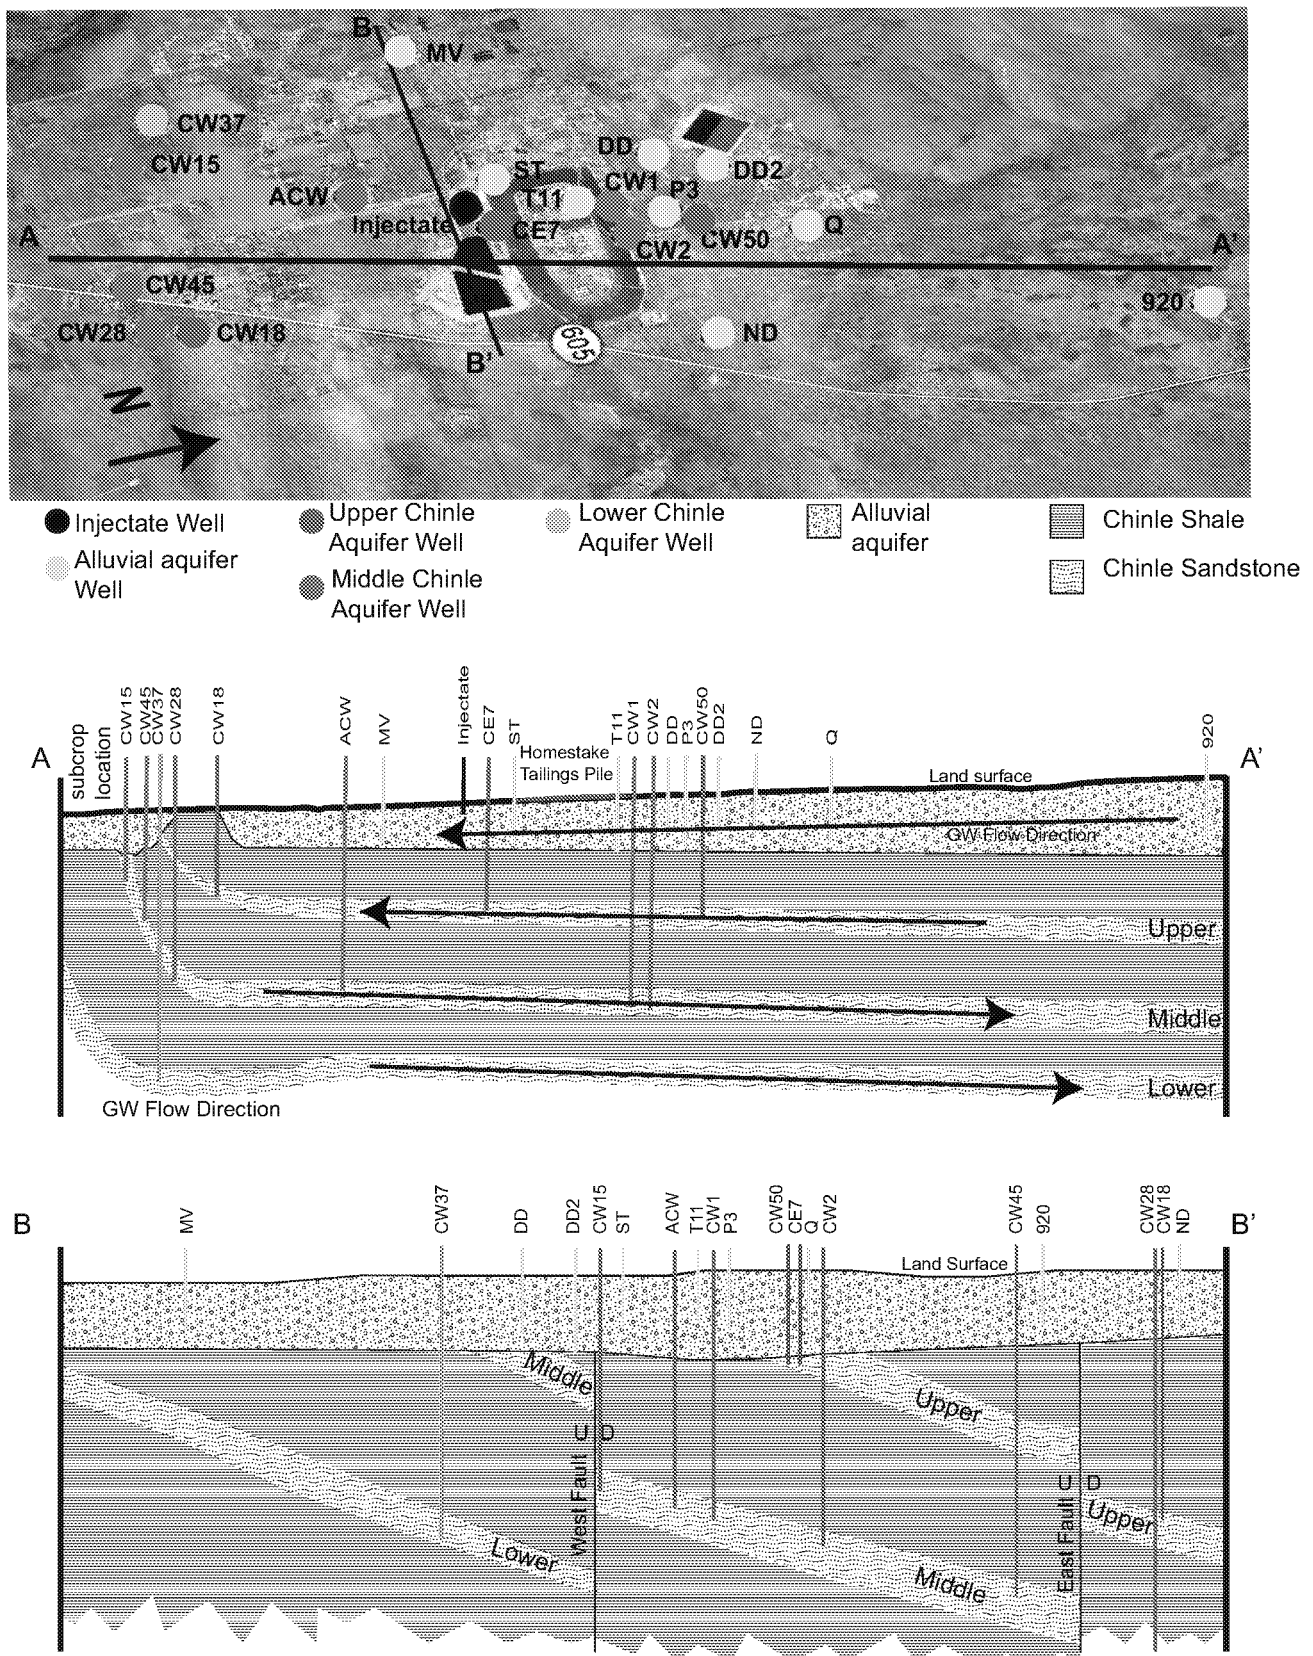 B
MV
CW37
CW15
DD
DD2
ST
CW1
P3
ACW
T11
Injectate
CE7
Q
CW50
CW2
A
A'
CW45
920
CW28
CW18
ND
605
B'
N
Injectate Well
Alluvial aquifer
Well
Upper Chinle
Aquifer Well
Middle Chinle
Aquifer Well
Lower Chinle
Aquifer Well
Alluvial
aquifer
Chinle Shale
Chinle Sandstone
A
subcrop
location
CW15
CW45
CW37
CW28
CW18
ACW
MV
Injectate
CE7
ST
Homestake
Tailings Pile
T11
CW1
CW2
DD
P3
CW50
DD2
ND
Q
920
A'
Land surface
GW Flow Direction
Upper
Middle
Lower
GW Flow Direction
B
MV
CW37
DD
DD2
CW15
ST
ACW
T11
CW1
P3
CW50
CE7
Q
CW2
CW45
920
CW28
CW18
ND
B'
Land Surface
Middle
Upper
U D
West Fault
U D
East Fault
Upper
Lower
Middle